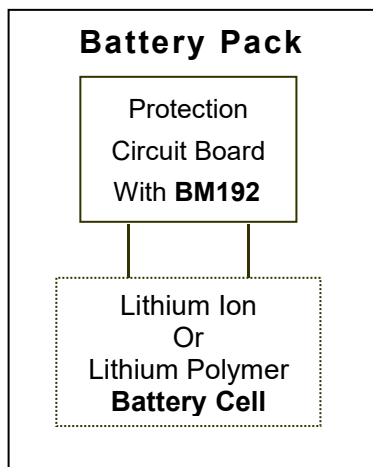 Battery Pack
Protection
Circuit Board
With BM192
Lithium Ion
Or
Lithium Polymer
Battery Cell